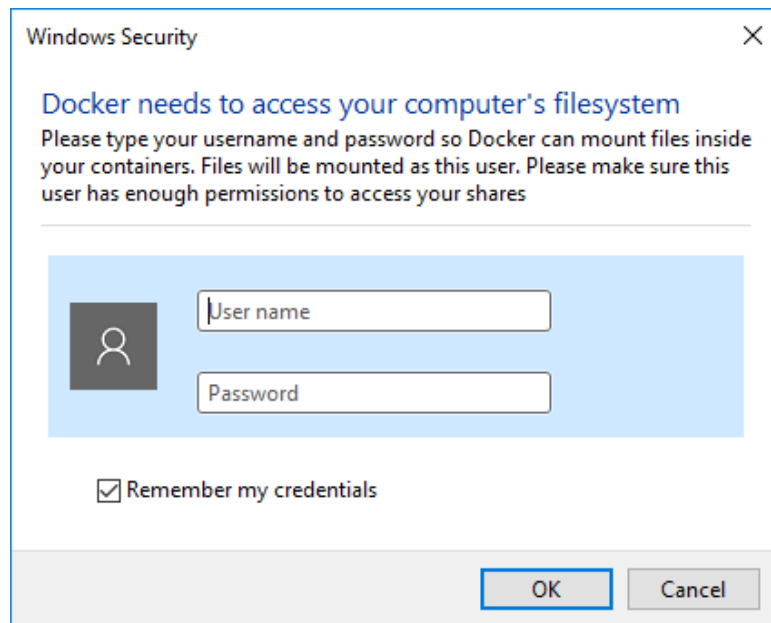 Windows Security
Docker needs to access your computer's filesystem
Please type your username and password so Docker can mount files inside
your containers. Files will be mounted as this user. Please make sure this
user has enough permissions to access your shares
User name
Password
Remember my credentials
OK
Cancel